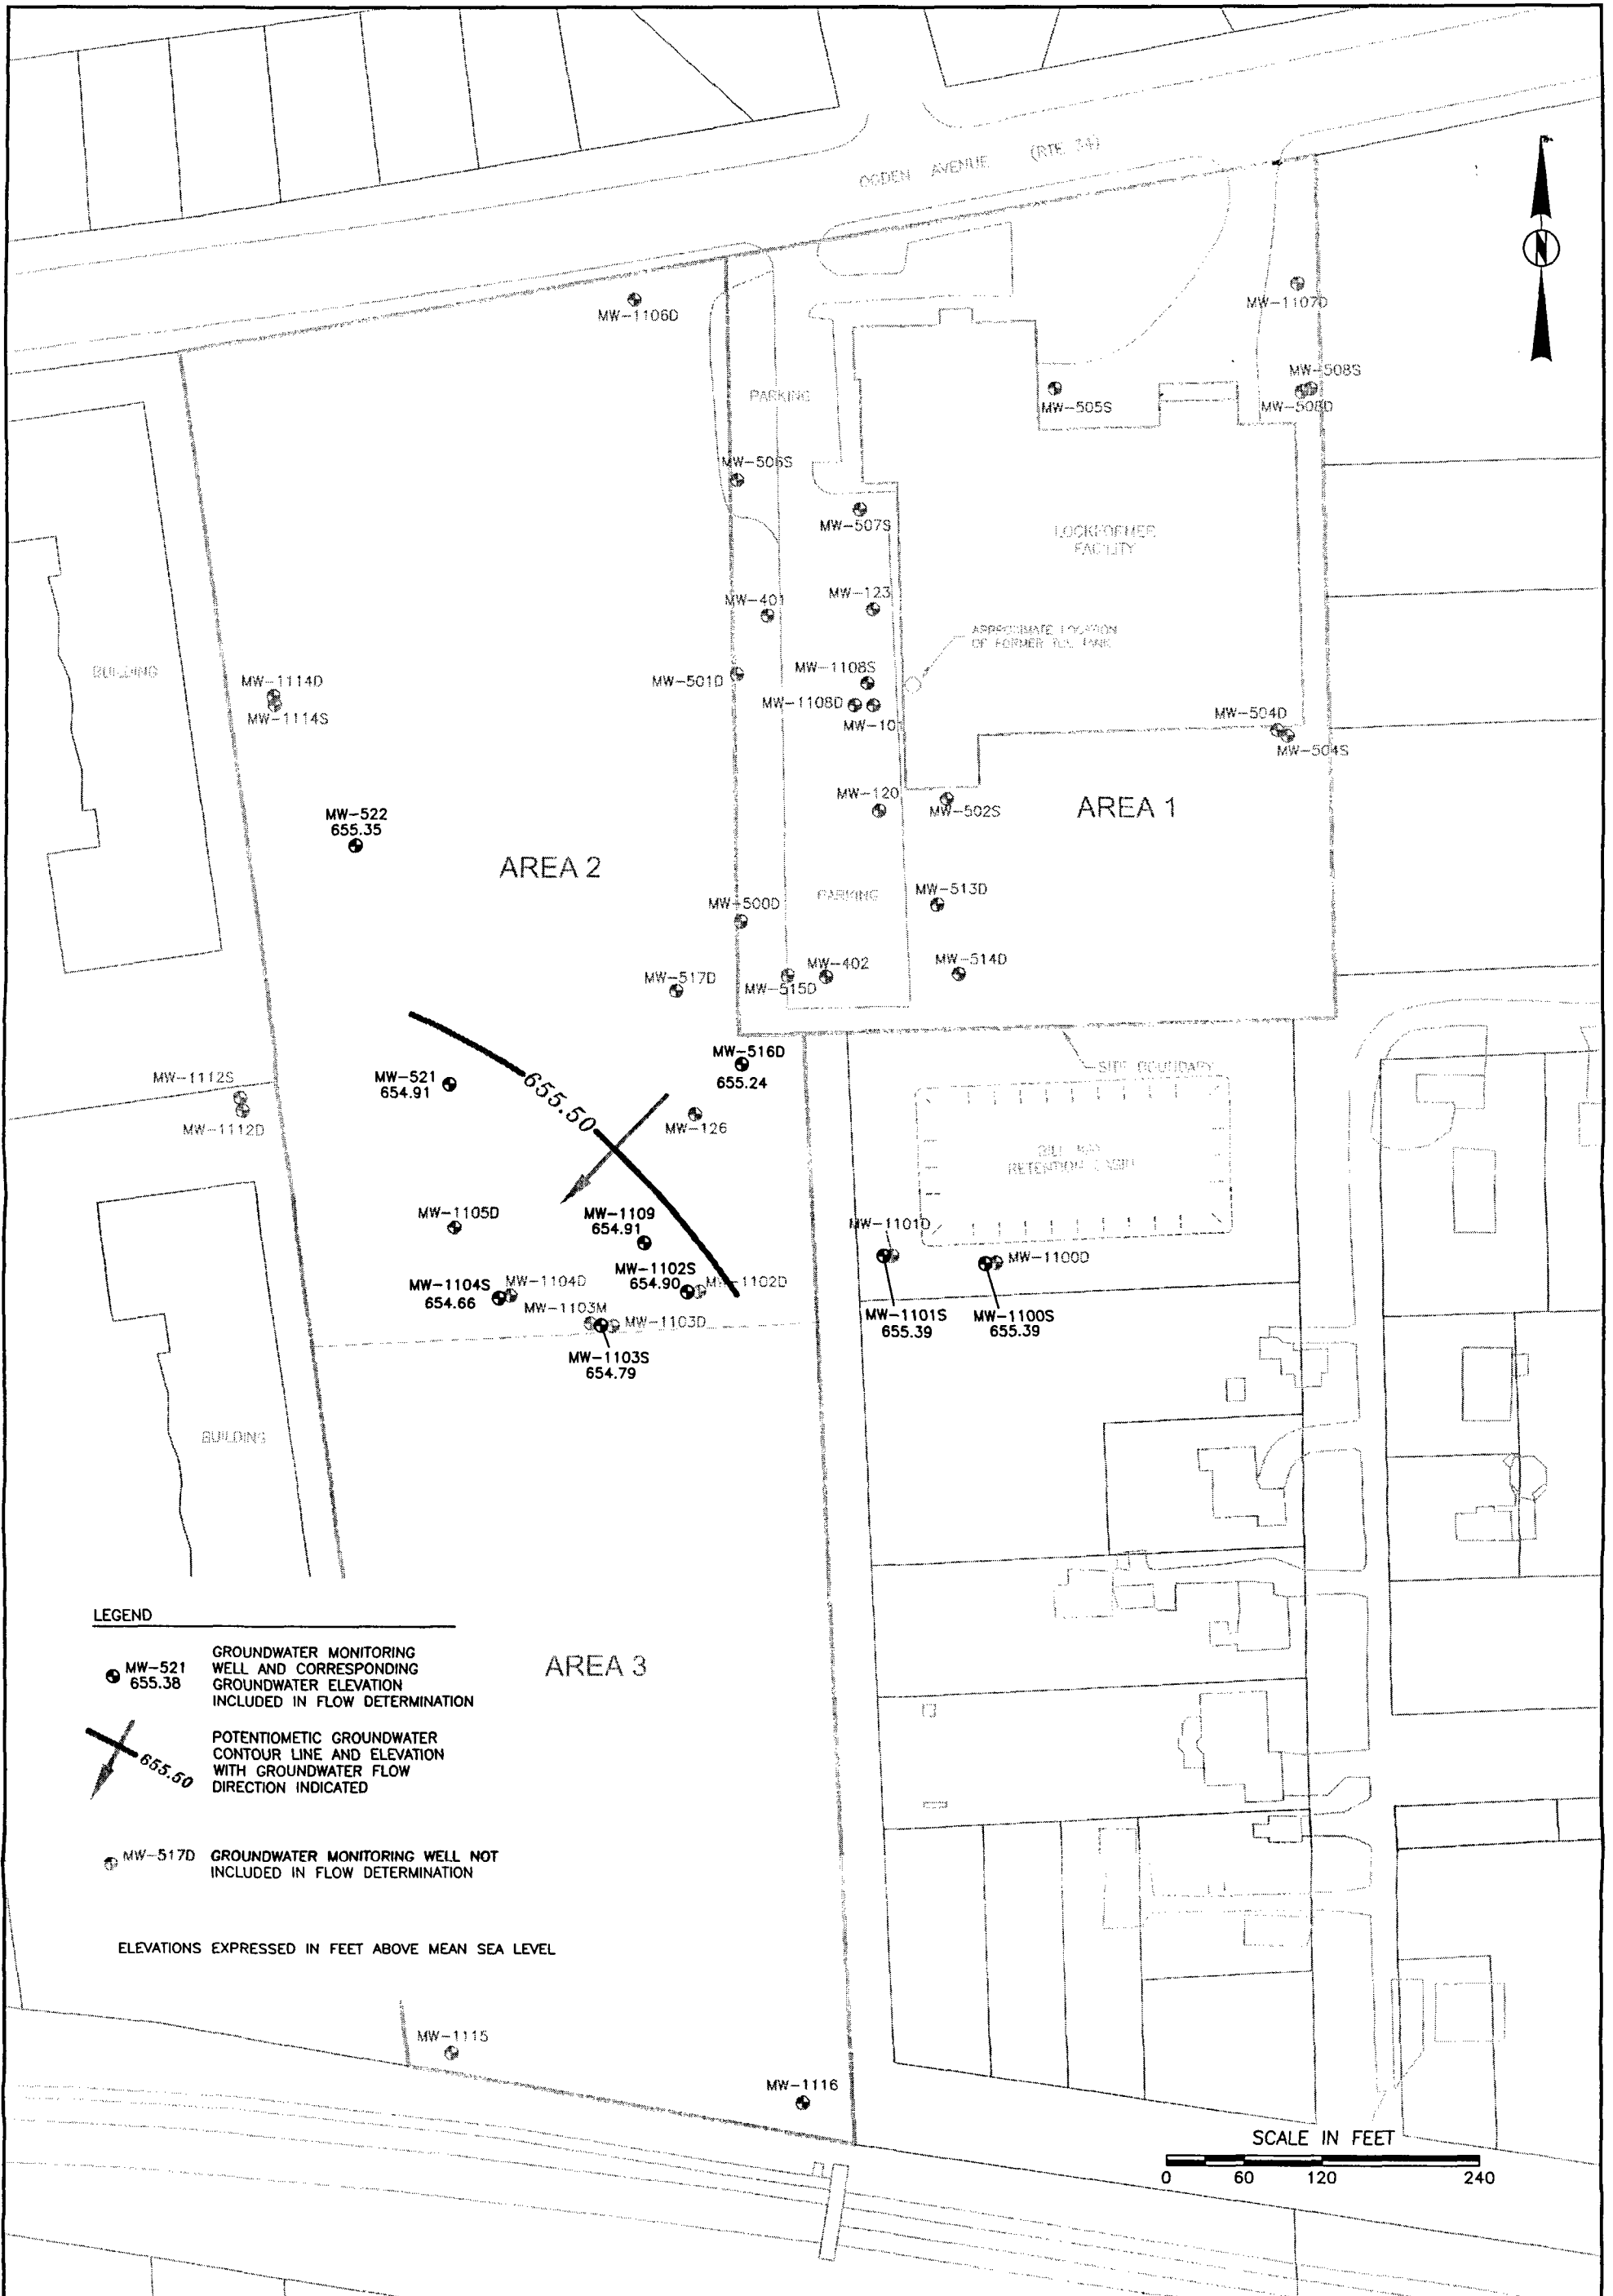 OGDEN AVENUE (RTE 34)
N
MW-1106D
MW-1107D
PARKING
MW-505S
MW-508S
MW-508D
MW-506S
MW-507S
LOCKFORMER
FACILITY
MW-401
MW-123
APPROXIMATE LOCATION
OF FORMER TCE TANK
BUILDING
MW-1114D
MW-1114S
MW-501D
MW-1108S
MW-1108D
MW-10
MW-504D
MW-504S
MW-120
MW-502S
AREA 1
MW-522
655.35
AREA 2
PARKING
MW-513D
MW-500D
MW-517D
MW-515D
MW-402
MW-514D
MW-516D
655.24
SITE BOUNDARY
MW-1112S
MW-1112D
MW-521
654.91
655.50
MW-126
RETENTION BASIN
MW-1105D
MW-1109
654.91
MW-1101D
MW-1100D
MW-1102S
654.90
MW-1102D
MW-1104S
654.66
MW-1104D
MW-1103M
MW-1103D
MW-1103S
654.79
MW-1101S
655.39
MW-1100S
655.39
BUILDING
LEGEND
MW-521
655.38
GROUNDWATER MONITORING
WELL AND CORRESPONDING
GROUNDWATER ELEVATION
INCLUDED IN FLOW DETERMINATION
AREA 3
655.50
POTENTIOMETIC GROUNDWATER
CONTOUR LINE AND ELEVATION
WITH GROUNDWATER FLOW
DIRECTION INDICATED
MW-517D
GROUNDWATER MONITORING WELL NOT
INCLUDED IN FLOW DETERMINATION
ELEVATIONS EXPRESSED IN FEET ABOVE MEAN SEA LEVEL
MW-1115
MW-1116
SCALE IN FEET
0 60 120 240